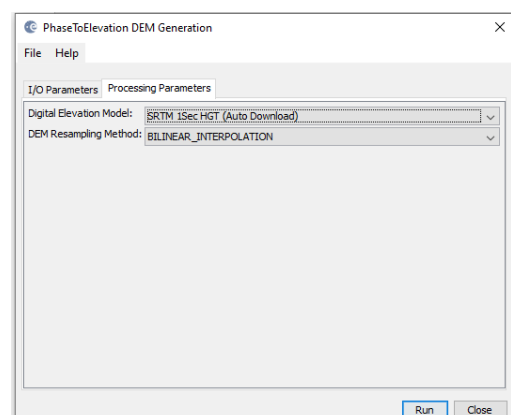 PhaseToElevation DEM Generation
File Help
I/O Parameters Processing Parameters
Digital Elevation Model: SRTM 1Sec HGT (Auto Download)
DEM Resampling Method: BILINEAR_INTERPOLATION
Run Close